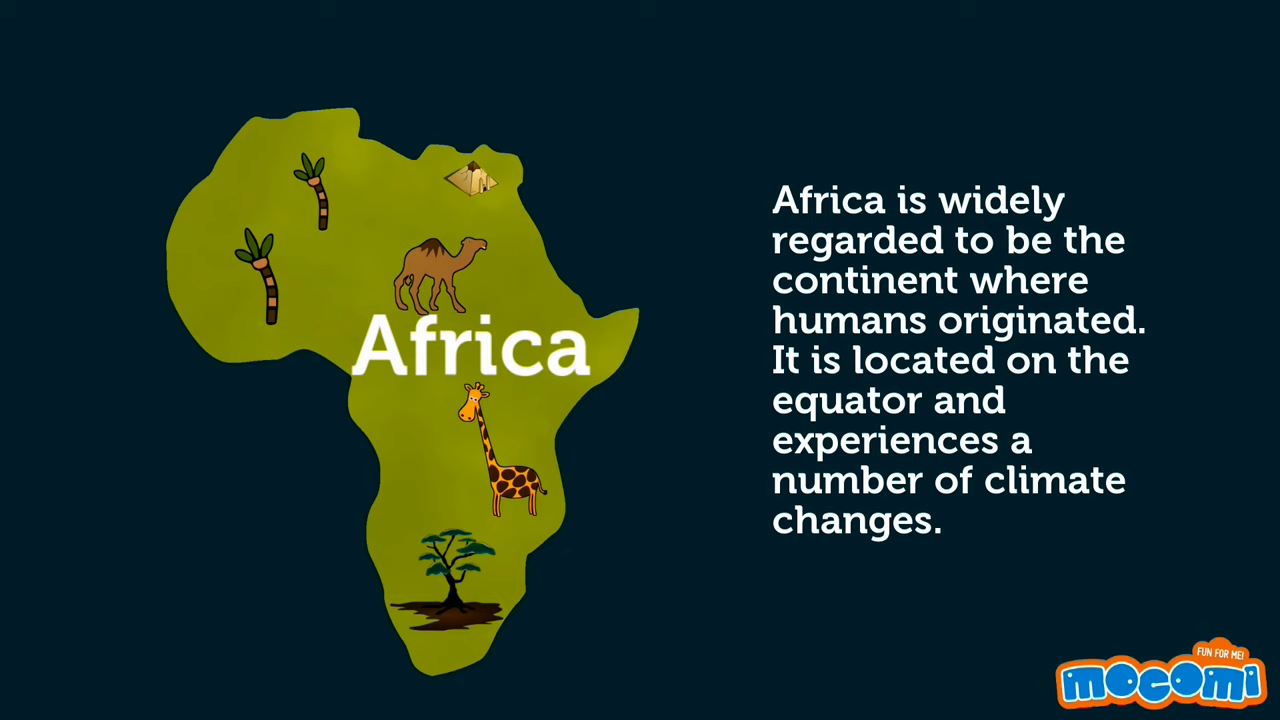 Africa
Africa is widely
regarded to be the
continent where
humans originated.
It is located on the
equator and
experiences a
number of climate
changes.
FUN FOR ME!
mocomi